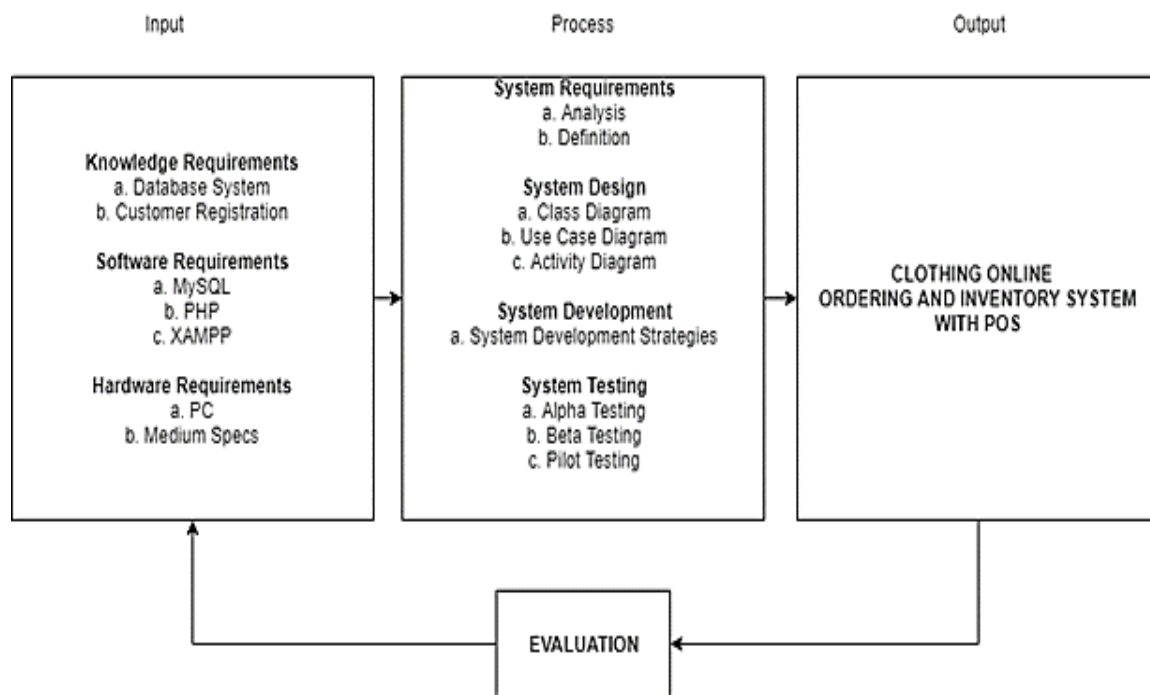 Input
Process
Output
Knowledge Requirements
a. Database System
b. Customer Registration
Software Requirements
a. MySQL
b. PHP
c. XAMPP
Hardware Requirements
a. PC
b. Medium Specs
System Requirements
a. Analysis
b. Definition
System Design
a. Class Diagram
b. Use Case Diagram
c. Activity Diagram
System Development
a. System Development Strategies
System Testing
a. Alpha Testing
b. Beta Testing
c. Pilot Testing
CLOTHING ONLINE
ORDERING AND INVENTORY SYSTEM
WITH POS
EVALUATION